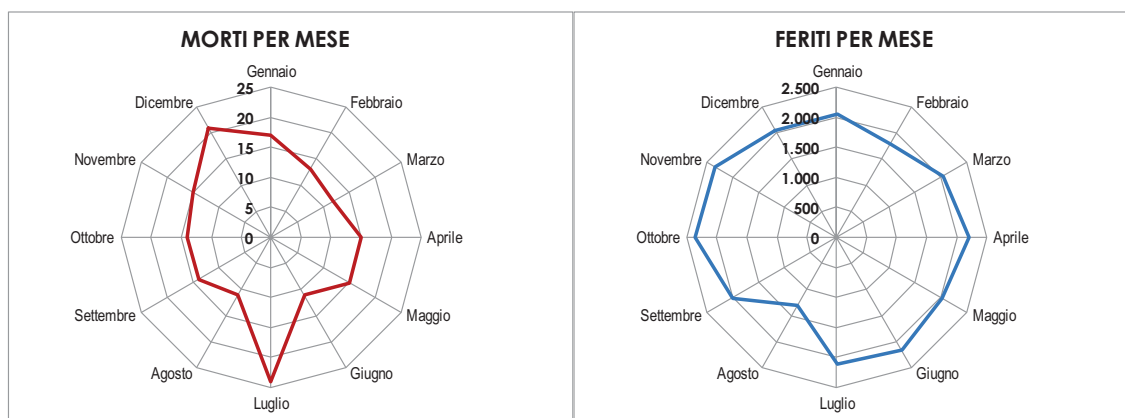 MORTI PER MESE
Gennaio
Febbraio
Marzo
Aprile
Maggio
Giugno
Luglio
Agosto
Settembre
Ottobre
Novembre
Dicembre
25
20
15
10
5
0
FERITI PER MESE
Gennaio
Febbraio
Marzo
Aprile
Maggio
Giugno
Luglio
Agosto
Settembre
Ottobre
Novembre
Dicembre
2.500
2.000
1.500
1.000
500
0